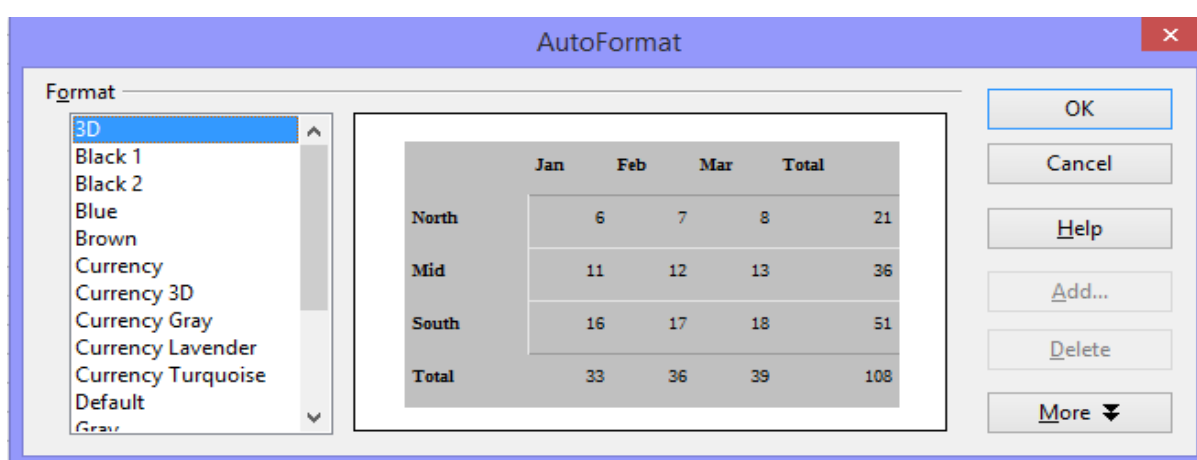 AutoFormat
Format
3D
Black 1
Black 2
Blue
Brown
Currency
Currency 3D
Currency Gray
Currency Lavender
Currency Turquoise
Default
Gray
Jan Feb Mar Total
North 6 7 8 21
Mid 11 12 13 36
South 16 17 18 51
Total 33 36 39 108
OK
Cancel
Help
Add...
Delete
More